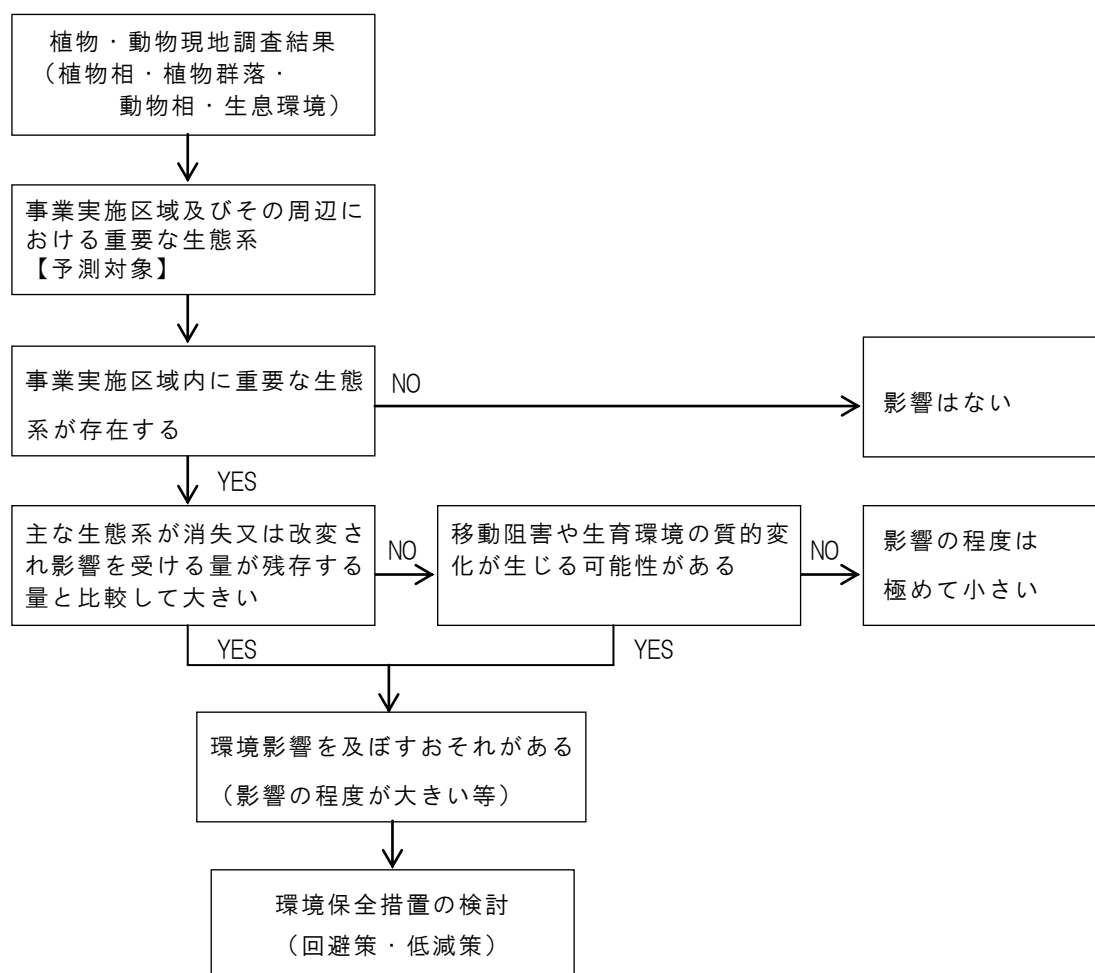 植物・動物現地調査結果
（植物相・植物群落・
動物相・生息環境）
事業実施区域及びその周辺に
おける重要な生態系
【予測対象】
事業実施区域内に重要な生態
系が存在する
NO
影響はない
YES
主な生態系が消失又は改変さ
れ影響を受ける量が残存する
量と比較して大きい
NO
移動阻害や生育環境の質的変
化が生じる可能性がある
NO
影響の程度は
極めて小さい
YES
YES
環境影響を及ぼすおそれがある
（影響の程度が大きい等）
環境保全措置の検討
（回避策・低減策）